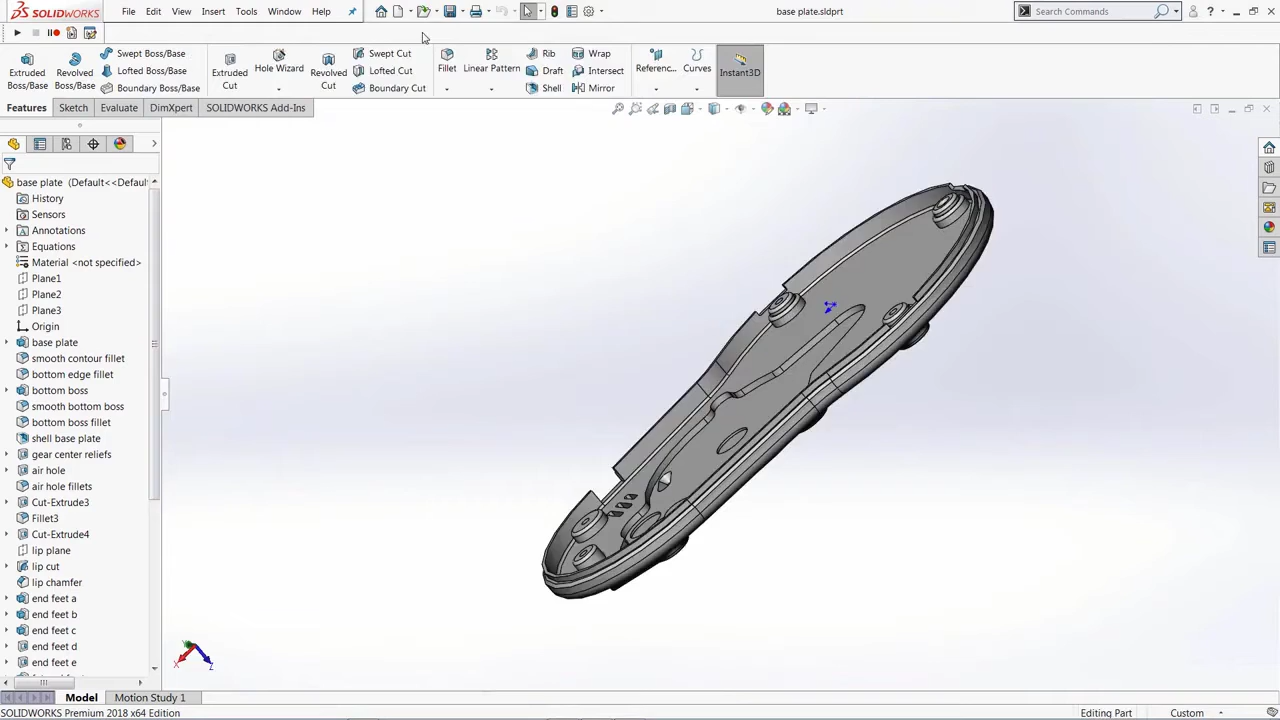 SOLIDWORKS File Edit View Insert Tools Window Help base plate.sldprt Search Commands
Extruded Boss/Base
Revolved Boss/Base
Swept Boss/Base
Lofted Boss/Base
Boundary Boss/Base
Extruded Cut
Hole Wizard
Revolved Cut
Swept Cut
Lofted Cut
Boundary Cut
Fillet
Linear Pattern
Rib
Draft
Shell
Wrap
Intersect
Mirror
Referenc...
Curves
Instant3D
Features Sketch Evaluate DimXpert SOLIDWORKS Add-Ins
base plate (Default<<Defau
History
Sensors
Annotations
Equations
Material <not specified>
Plane1
Plane2
Plane3
Origin
base plate
smooth contour fillet
bottom edge fillet
bottom boss
smooth bottom boss
bottom boss fillet
shell base plate
gear center reliefs
air hole
air hole fillets
Cut-Extrude3
Fillet3
Cut-Extrude4
lip plane
lip cut
lip chamfer
end feet a
end feet b
end feet c
end feet d
end feet e
X Z
Model Motion Study 1
SOLIDWORKS Premium 2018 x64 Edition Editing Part Custom